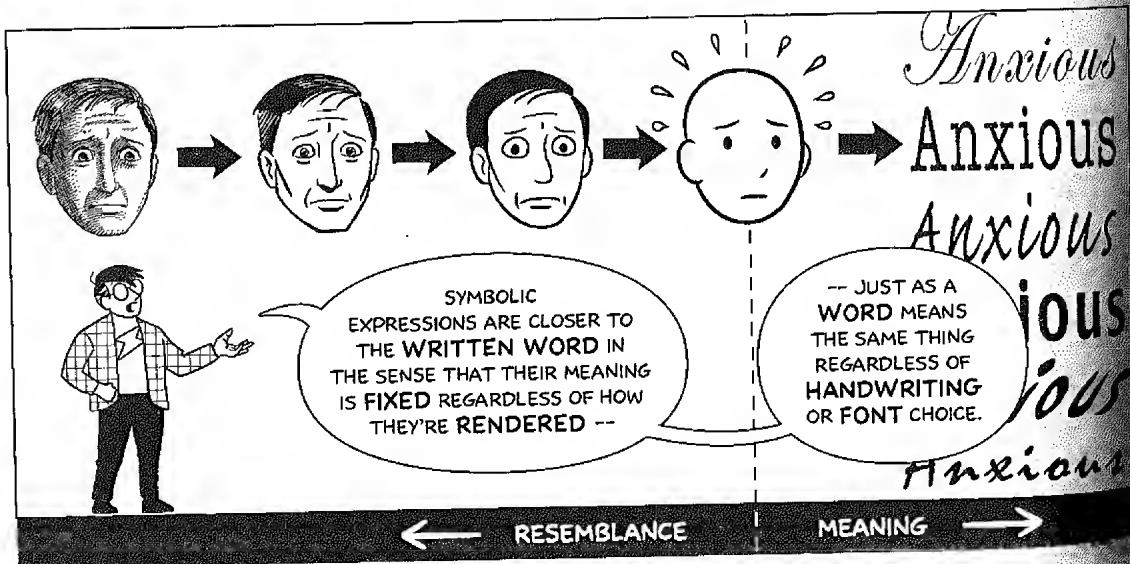 Anxious
Anxious
Anxious
ious
ious
Anxious
SYMBOLIC
EXPRESSIONS ARE CLOSER TO
THE WRITTEN WORD IN
THE SENSE THAT THEIR MEANING
IS FIXED REGARDLESS OF HOW
THEY'RE RENDERED --
-- JUST AS A
WORD MEANS
THE SAME THING
REGARDLESS OF
HANDWRITING
OR FONT CHOICE.
RESEMBLANCE
MEANING